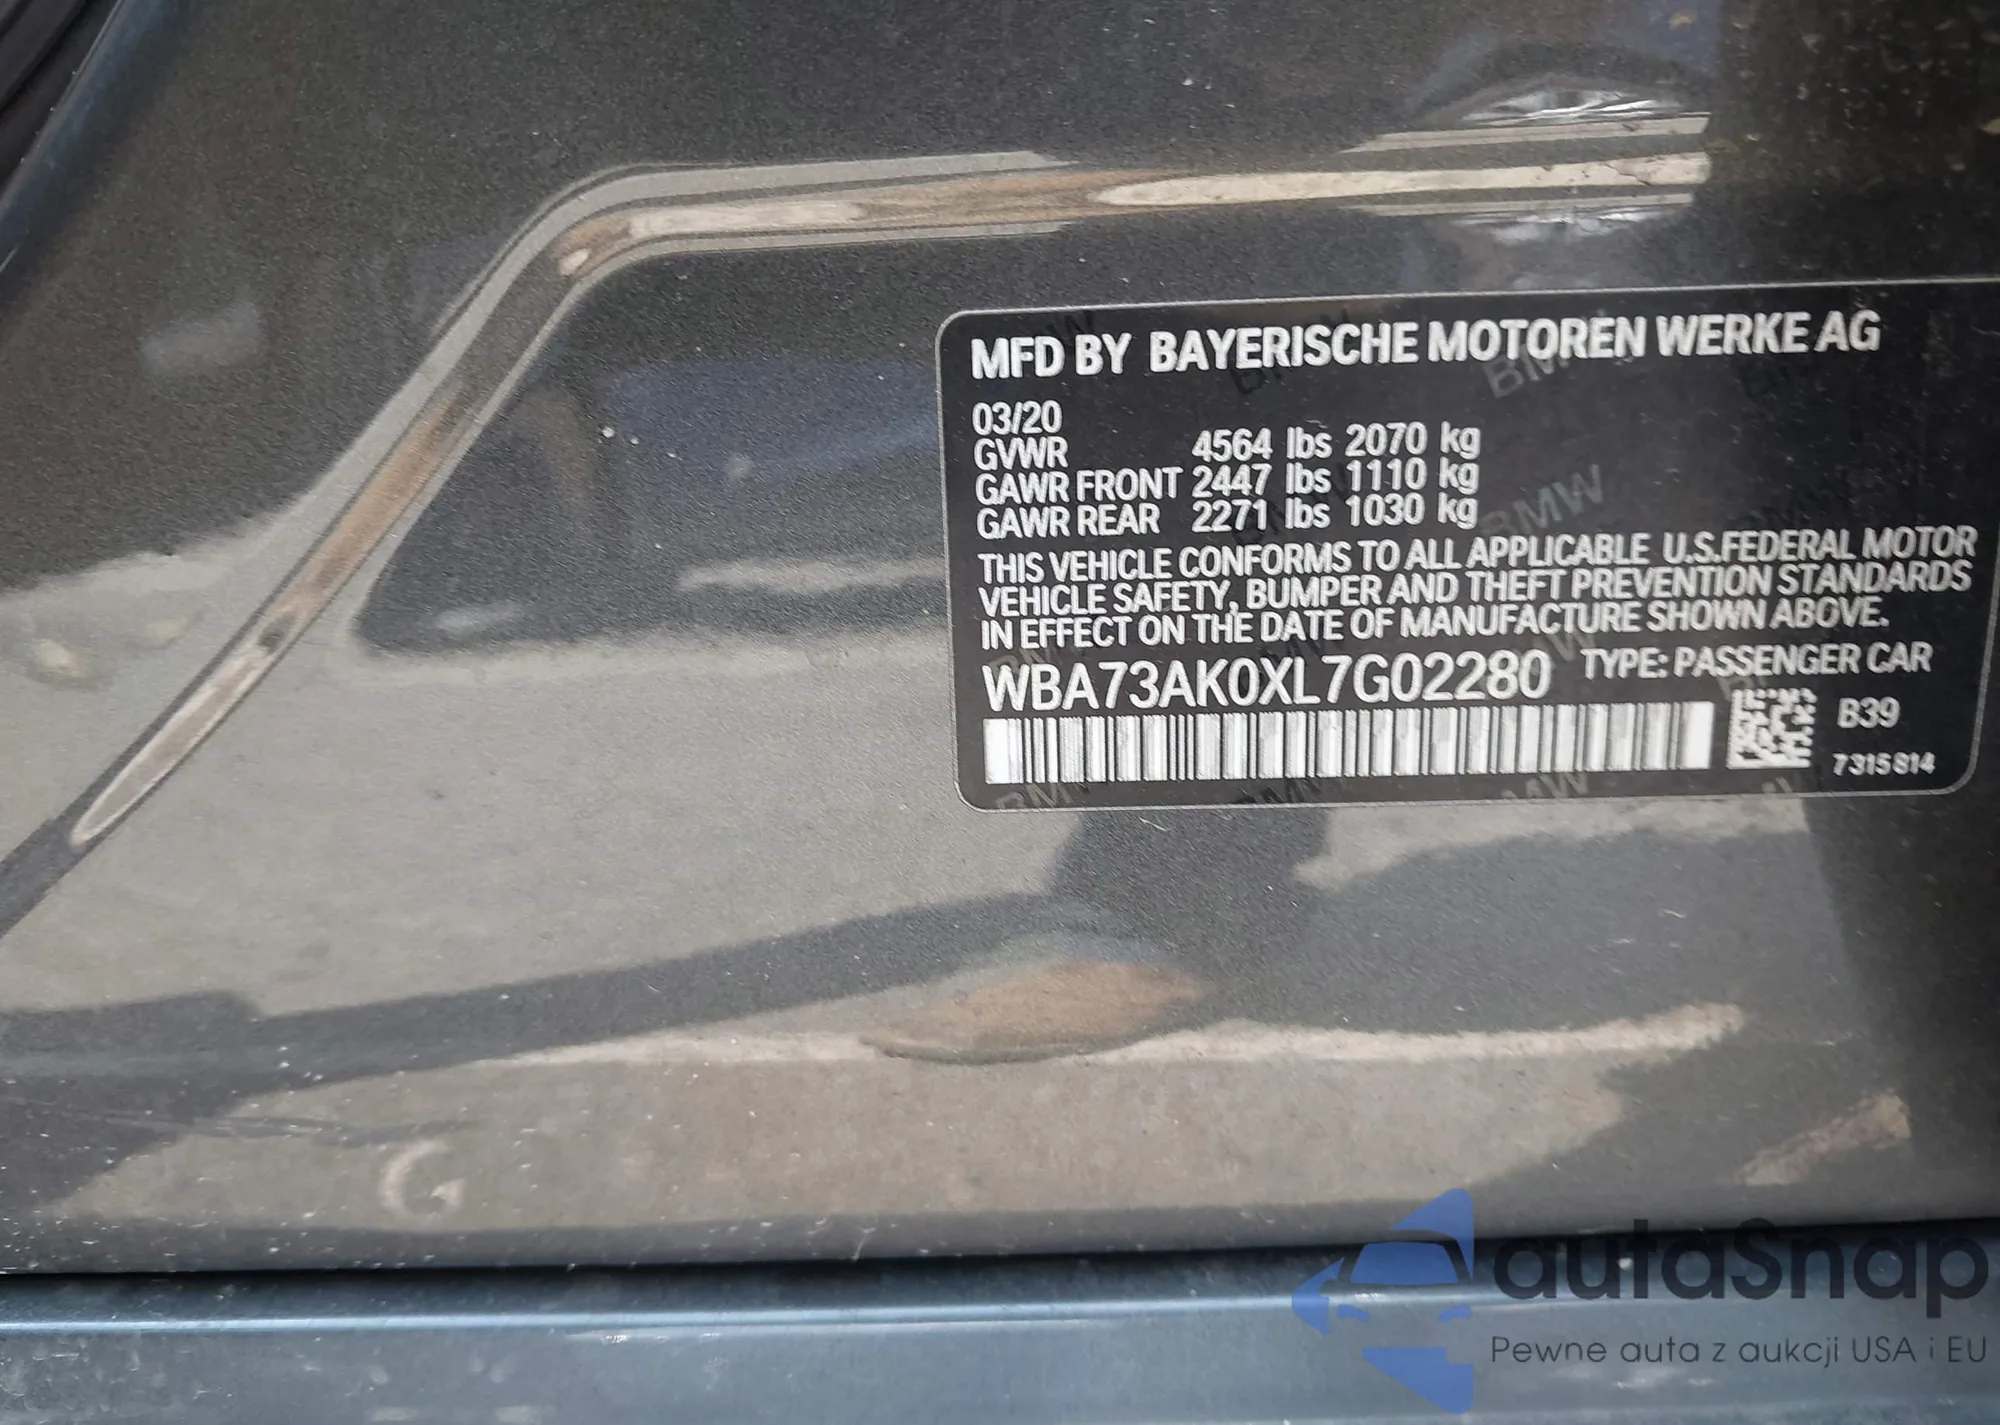 MFD BY BAYERISCHE MOTOREN WERKE AG
03/20
GVWR 4564 lbs 2070 kg
GAWR FRONT 2447 lbs 1110 kg
GAWR REAR 2271 lbs 1030 kg
THIS VEHICLE CONFORMS TO ALL APPLICABLE U.S.FEDERAL MOTOR
VEHICLE SAFETY, BUMPER AND THEFT PREVENTION STANDARDS
IN EFFECT ON THE DATE OF MANUFACTURE SHOWN ABOVE.
WBA73AK0XL7G02280 TYPE: PASSENGER CAR
B39
7315814
G
autaSnap
Pewne auta z aukcji USA i EU